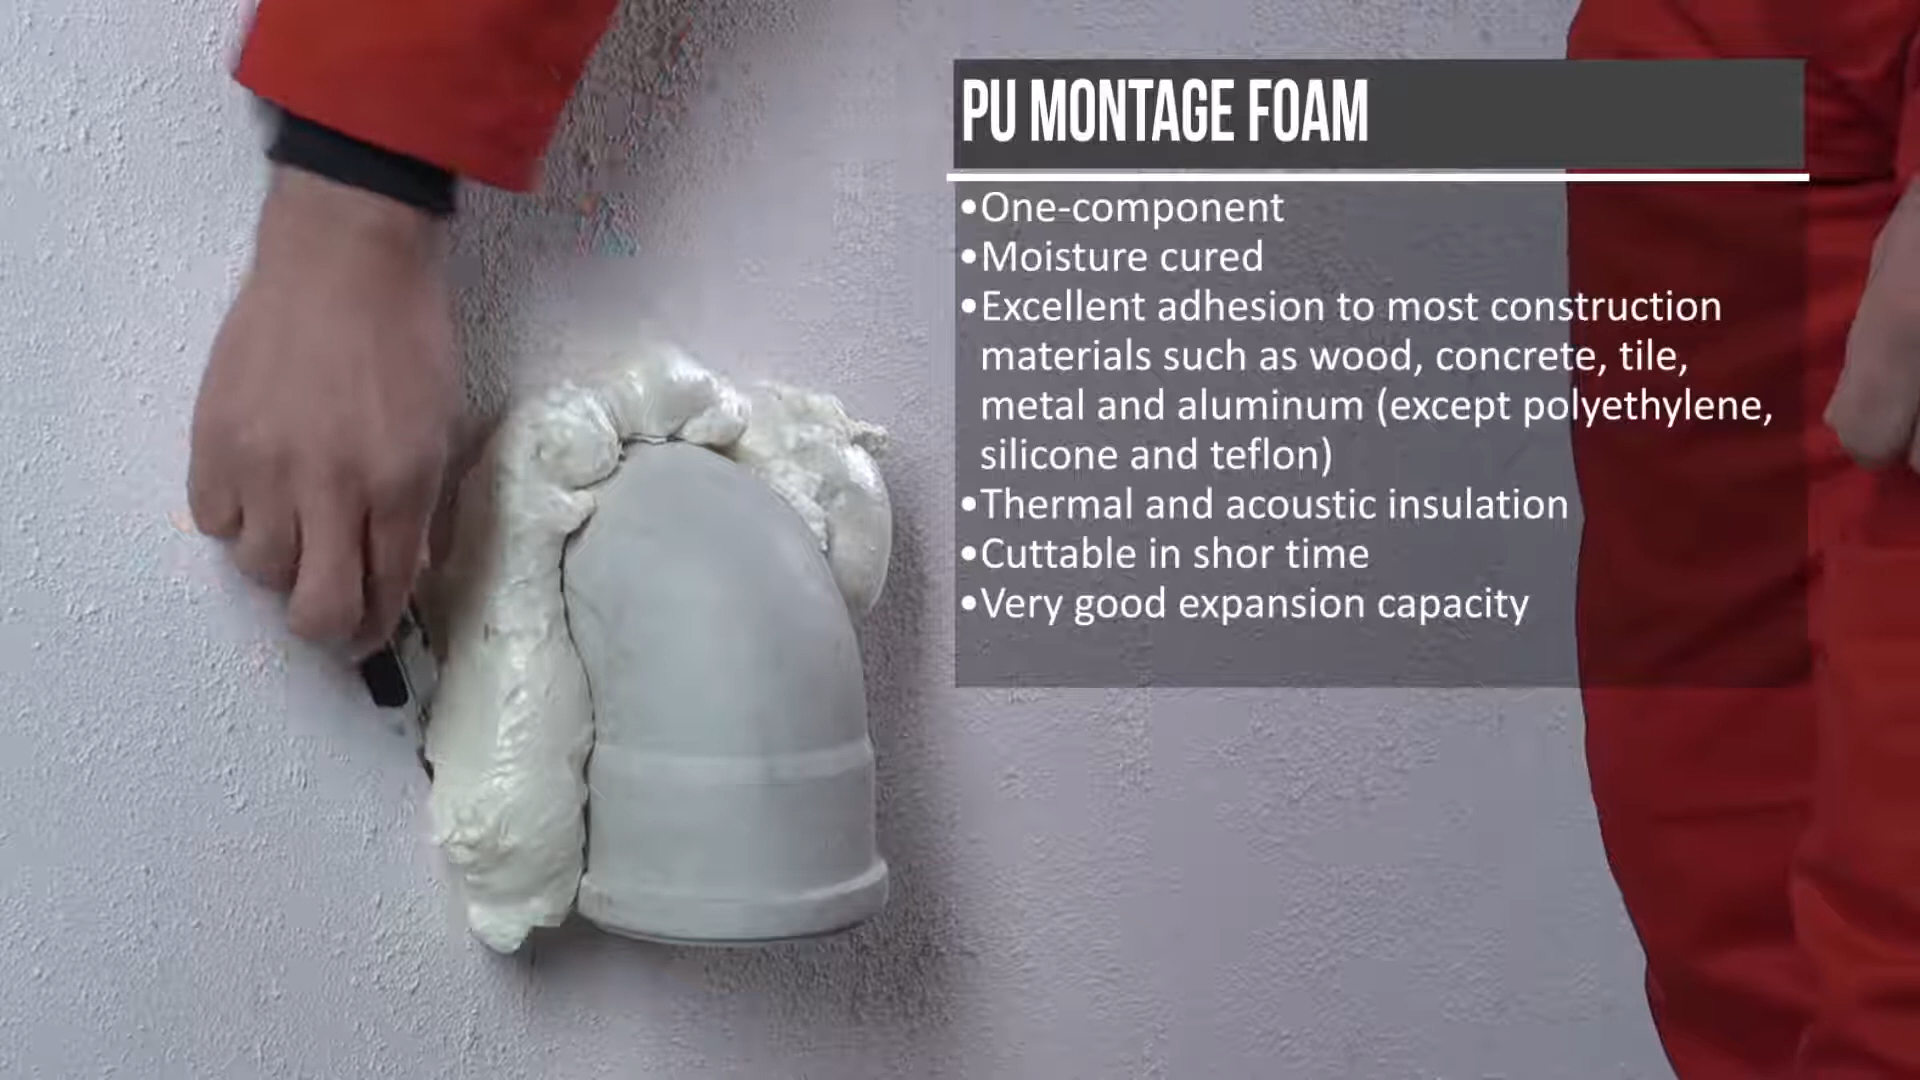 PU MONTAGE FOAM
•One-component
•Moisture cured
•Excellent adhesion to most construction
materials such as wood, concrete, tile,
metal and aluminum (except polyethylene,
silicone and teflon)
•Thermal and acoustic insulation
•Cuttable in shor time
•Very good expansion capacity